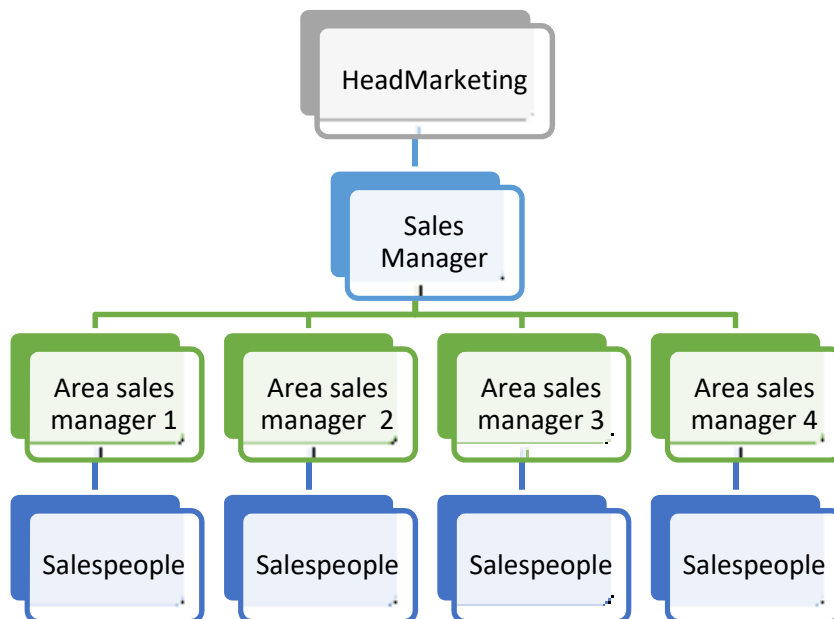 HeadMarketing
Sales
Manager
Area sales
manager 1
Area sales
manager  2
Area sales
manager 3
Area sales
manager 4
Salespeople
Salespeople
Salespeople
Salespeople